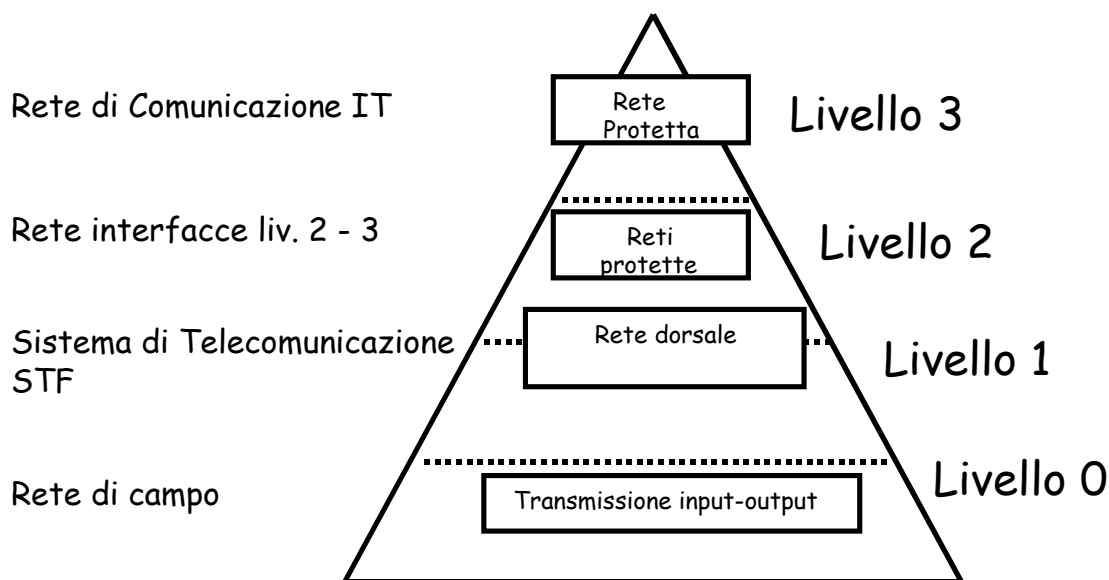 Rete di Comunicazione IT
Rete
Protetta
Livello 3
Rete interfacce liv. 2 - 3
Reti
protette
Livello 2
Sistema di Telecomunicazione
STF
Rete dorsale
Livello 1
Rete di campo
Transmissione input-output
Livello 0